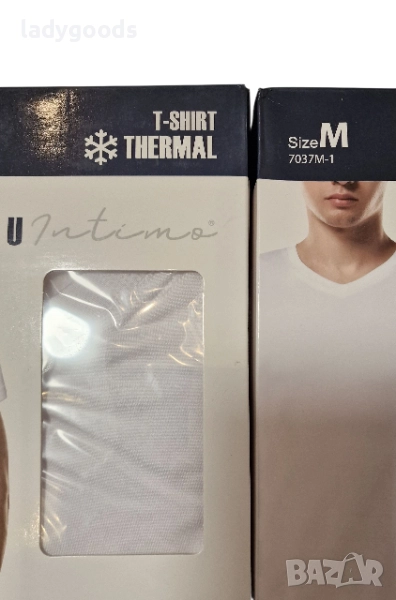 ladygoods
T-SHIRT
THERMAL
Size M
7037M-1
U Intimo
BAZAR